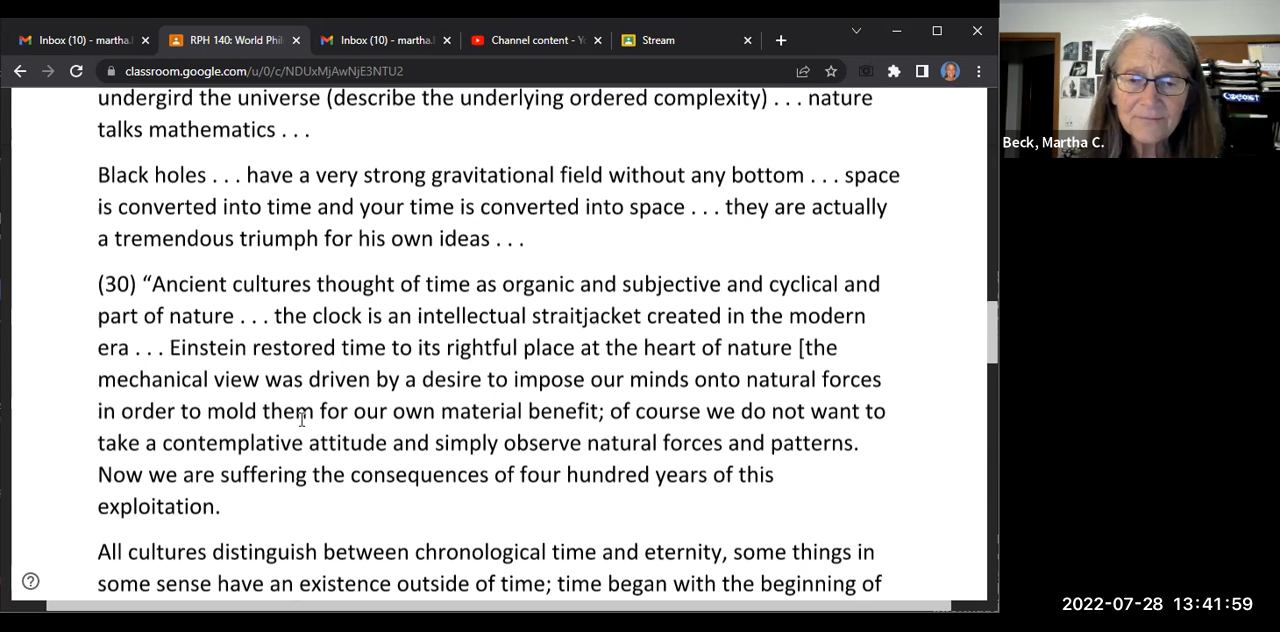 Inbox (10) - martha.
RPH 140: World Phil
Inbox (10) - martha.
Channel content - Yo
Stream
classroom.google.com/u/0/c/NDUxMjAwNjE3NTU2
undergird the universe (describe the underlying ordered complexity) . . . nature
talks mathematics . . .
Black holes . . . have a very strong gravitational field without any bottom . . . space
is converted into time and your time is converted into space . . . they are actually
a tremendous triumph for his own ideas . . .
(30) “Ancient cultures thought of time as organic and subjective and cyclical and
part of nature . . . the clock is an intellectual straitjacket created in the modern
era . . . Einstein restored time to its rightful place at the heart of nature [the
mechanical view was driven by a desire to impose our minds onto natural forces
in order to mold them for our own material benefit; of course we do not want to
take a contemplative attitude and simply observe natural forces and patterns.
Now we are suffering the consequences of four hundred years of this
exploitation.
All cultures distinguish between chronological time and eternity, some things in
some sense have an existence outside of time; time began with the beginning of
Beck, Martha C.
2022-07-28 13:41:59